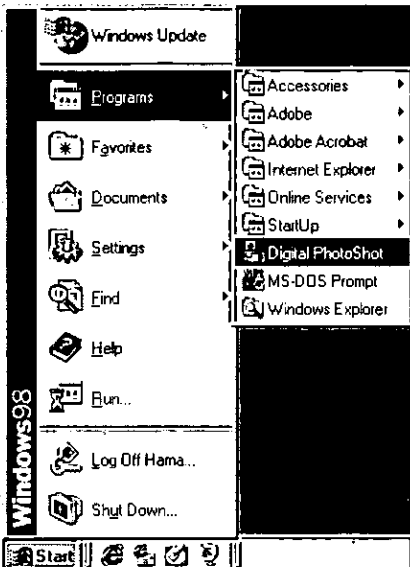 Windows Update
Programs
Favorites
Documents
Settings
Find
Help
Run...
Log Off Hama...
Shut Down...
Windows98
Start
Accessories
Adobe
Adobe Acrobat
Internet Explorer
Online Services
StartUp
Digital PhotoShot
MS-DOS Prompt
Windows Explorer